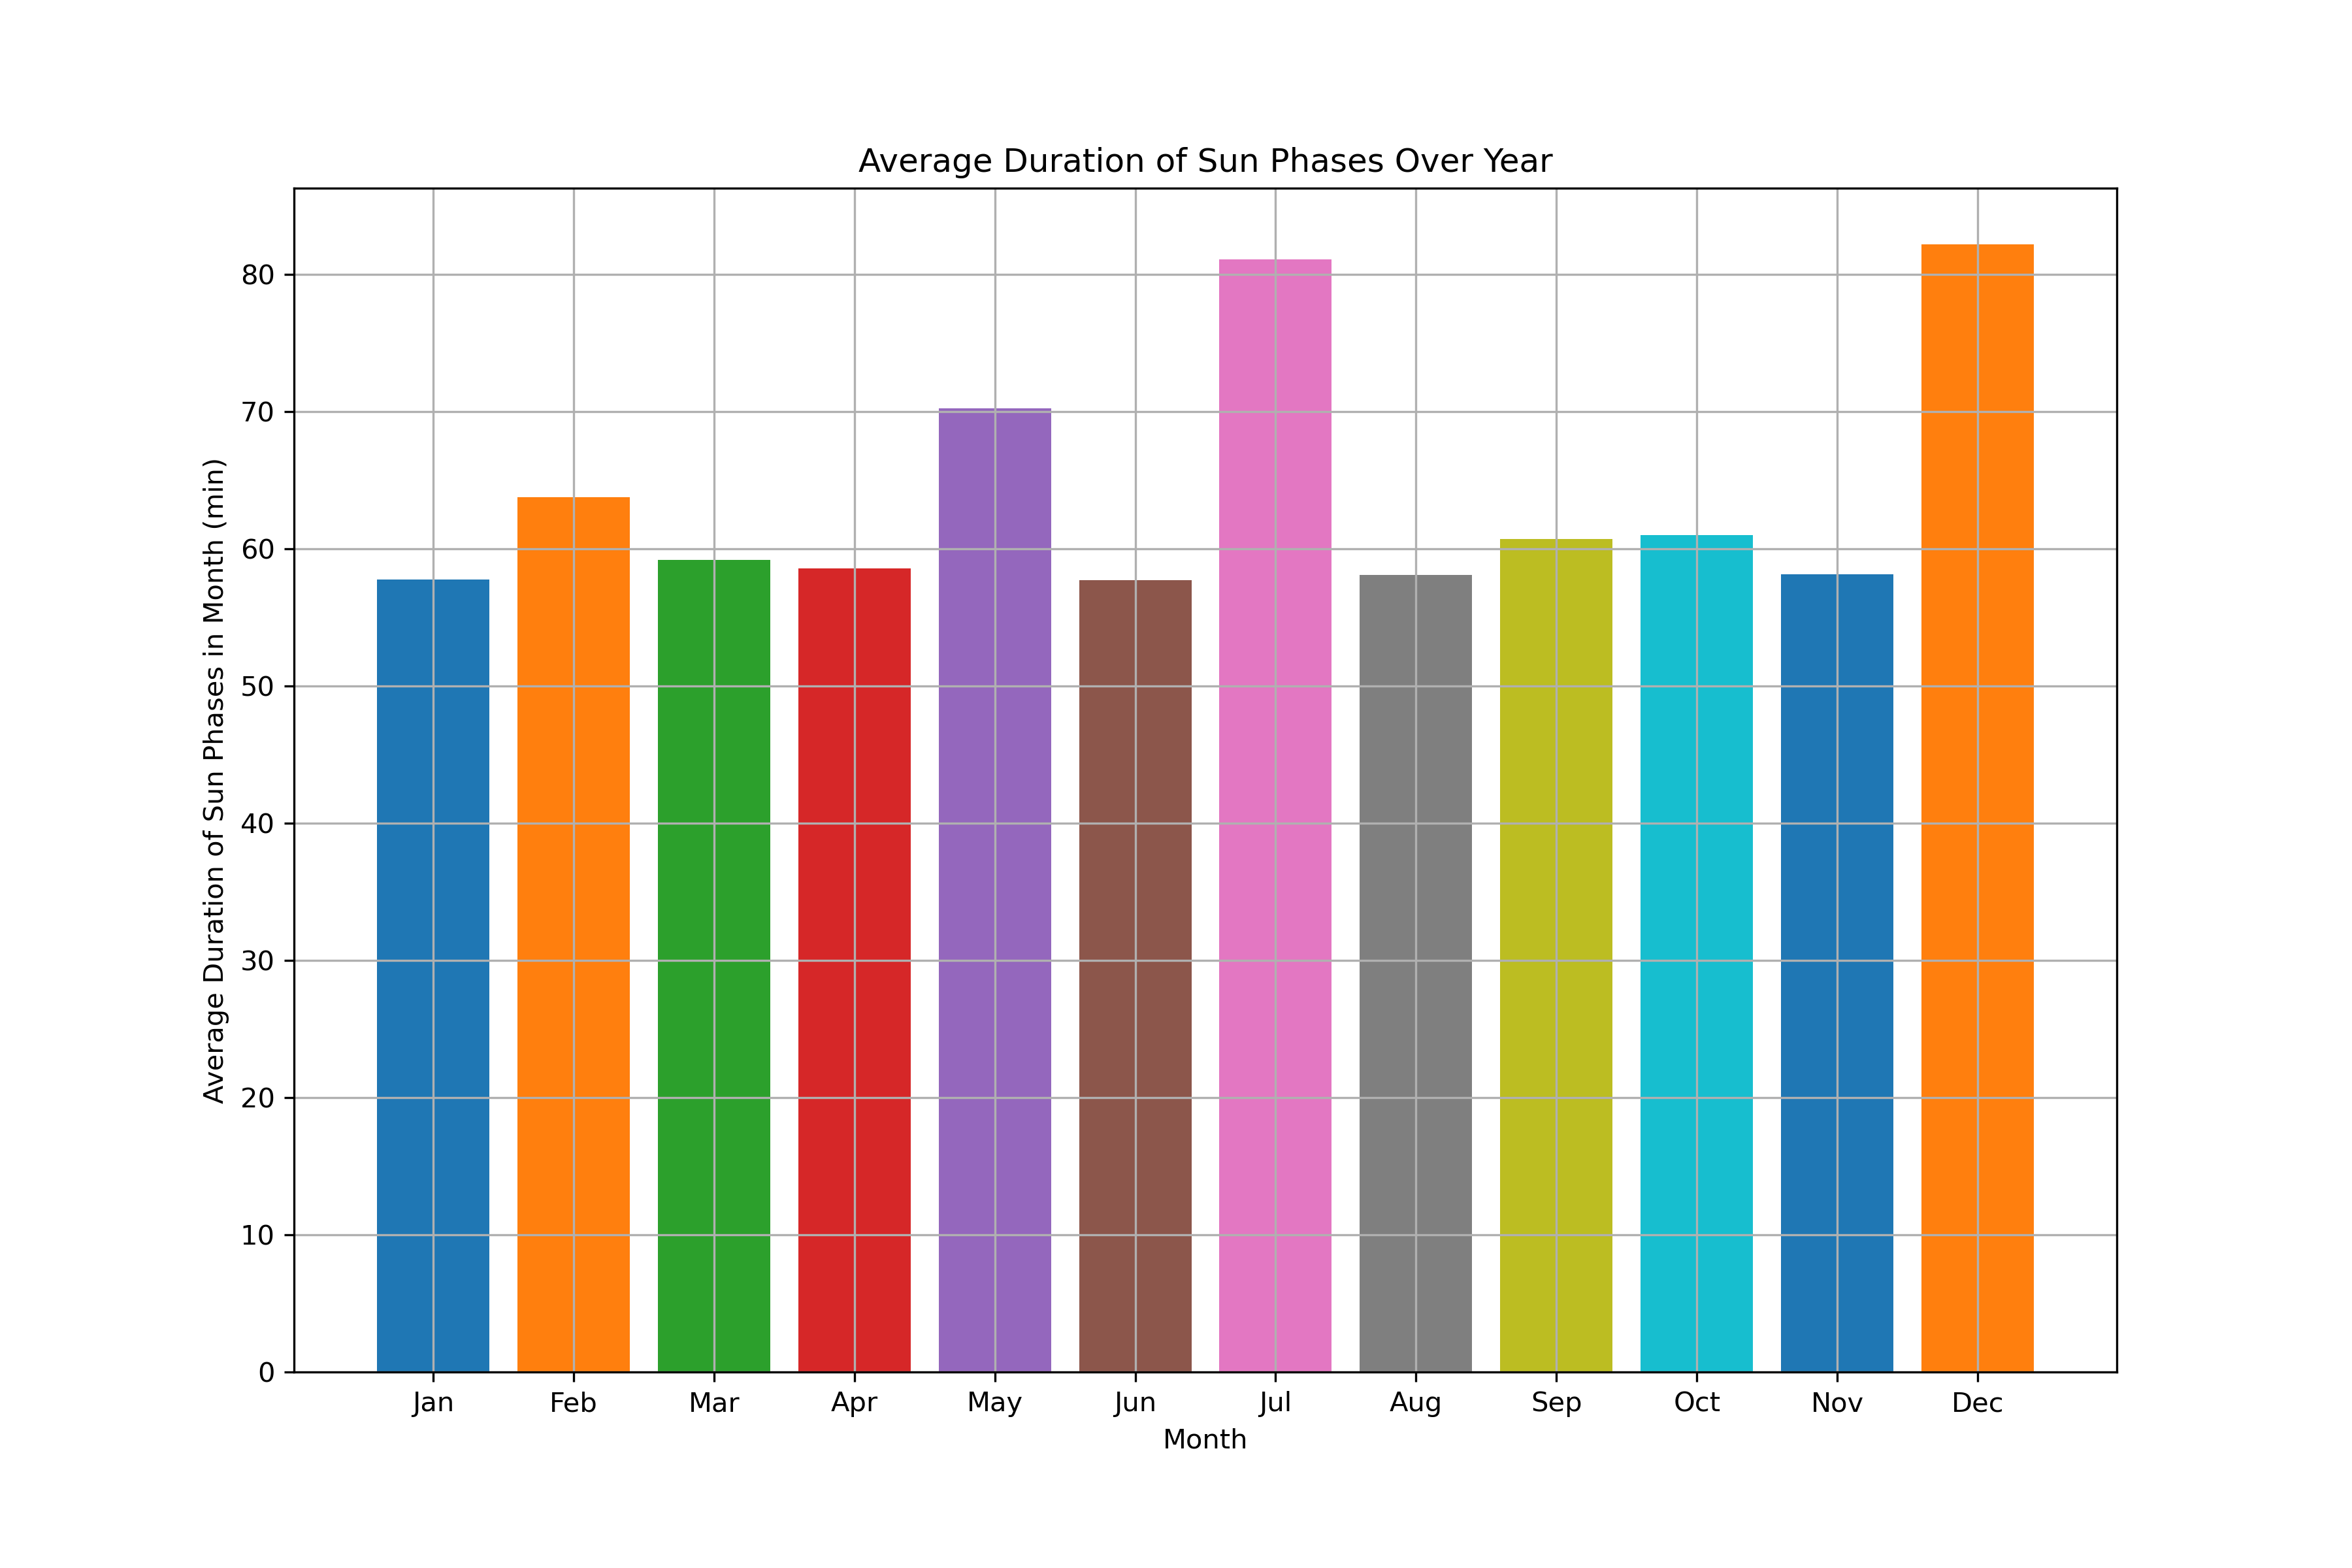 Average Duration of Sun Phases Over Year
Average Duration of Sun Phases in Month (min)
80
70
60
50
40
30
20
10
0
Jan Feb Mar Apr May Jun Jul Aug Sep Oct Nov Dec
Month